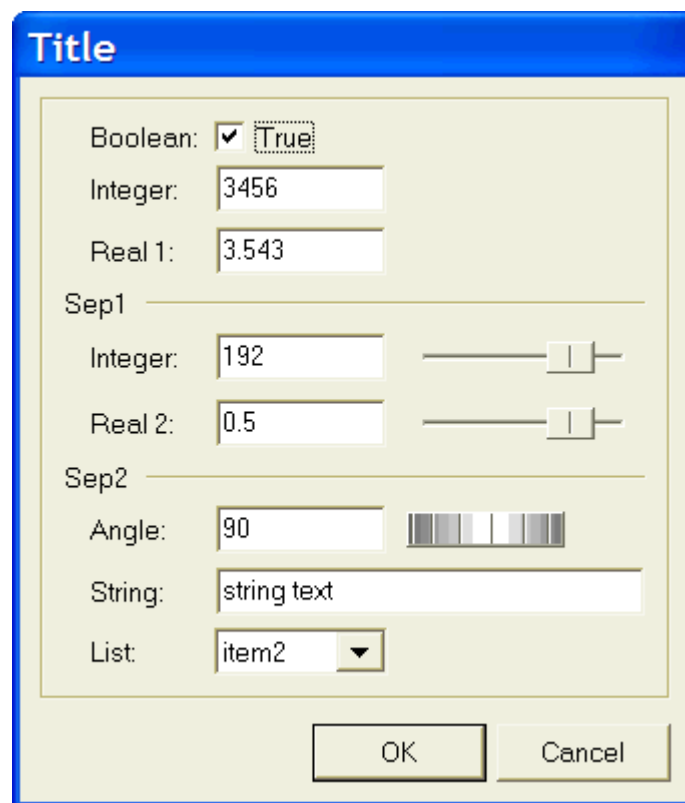 Title
Boolean: True
Integer: 3456
Real 1: 3.543
Sep1
Integer: 192
Real 2: 0.5
Sep2
Angle: 90
String: string text
List: item2
OK Cancel